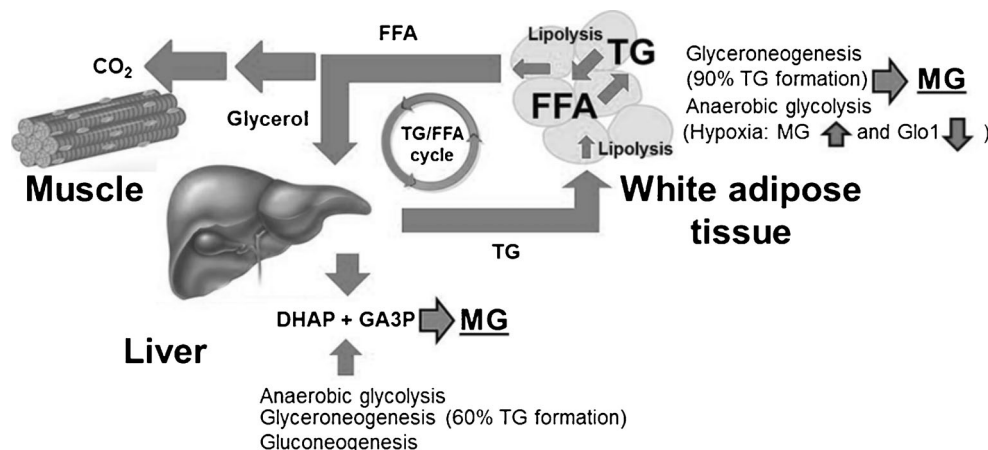 FFA
CO₂
Glycerol
TG/FFA
cycle
Lipolysis
TG
FFA
Lipolysis
Glyceroneogenesis
(90% TG formation)
MG
Anaerobic glycolysis
(Hypoxia: MG and Glo1 )
Muscle
White adipose
tissue
TG
DHAP + GA3P MG
Liver
Anaerobic glycolysis
Glyceroneogenesis (60% TG formation)
Gluconeogenesis